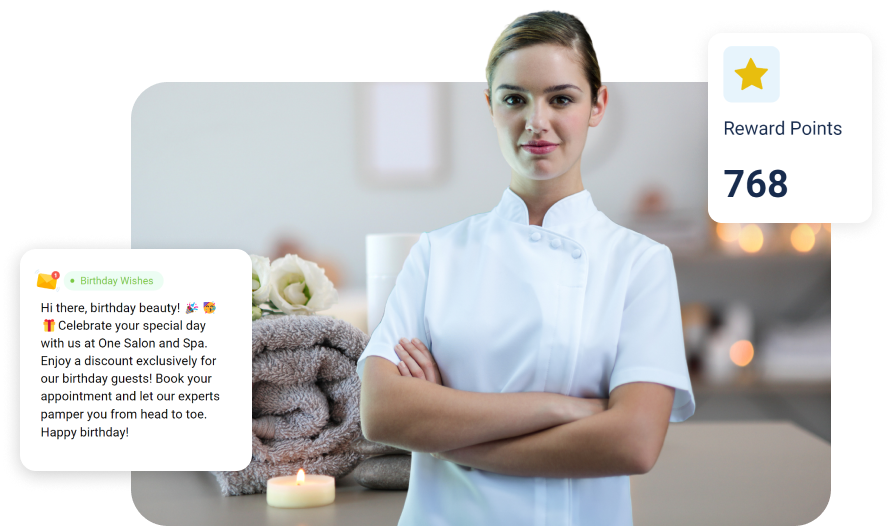 Reward Points
768
Birthday Wishes
Hi there, birthday beauty! 🎉 🎊
🎁 Celebrate your special day
with us at One Salon and Spa.
Enjoy a discount exclusively for
our birthday guests! Book your
appointment and let our experts
pamper you from head to toe.
Happy birthday!